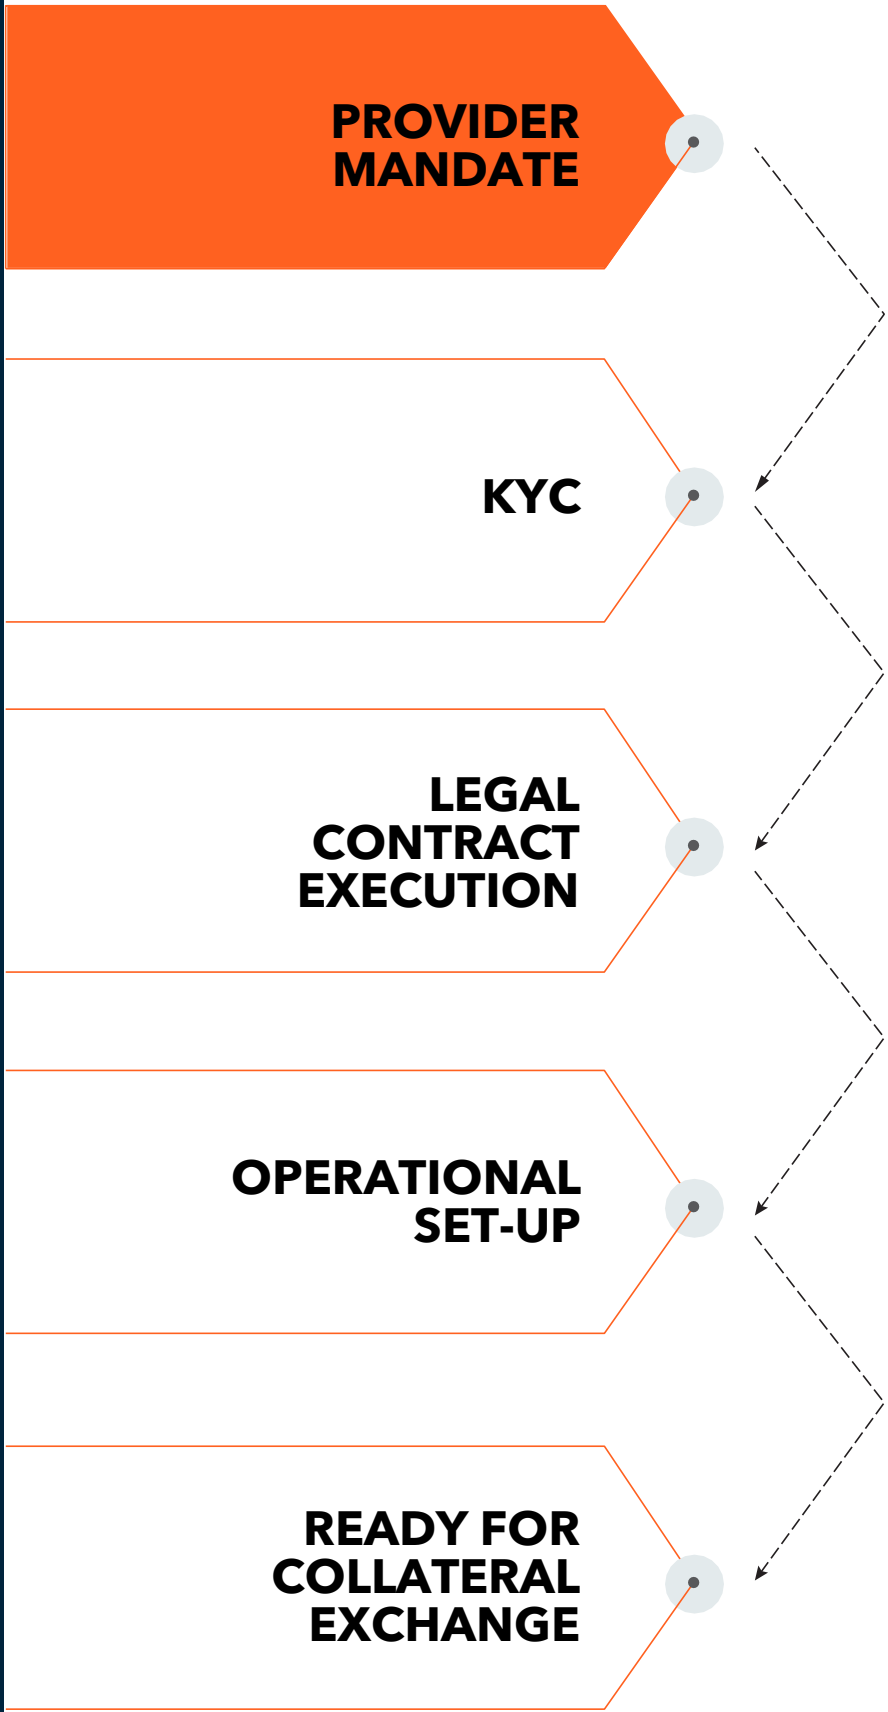 PROVIDER
MANDATE
KYC
LEGAL
CONTRACT
EXECUTION
OPERATIONAL
SET-UP
READY FOR
COLLATERAL
EXCHANGE